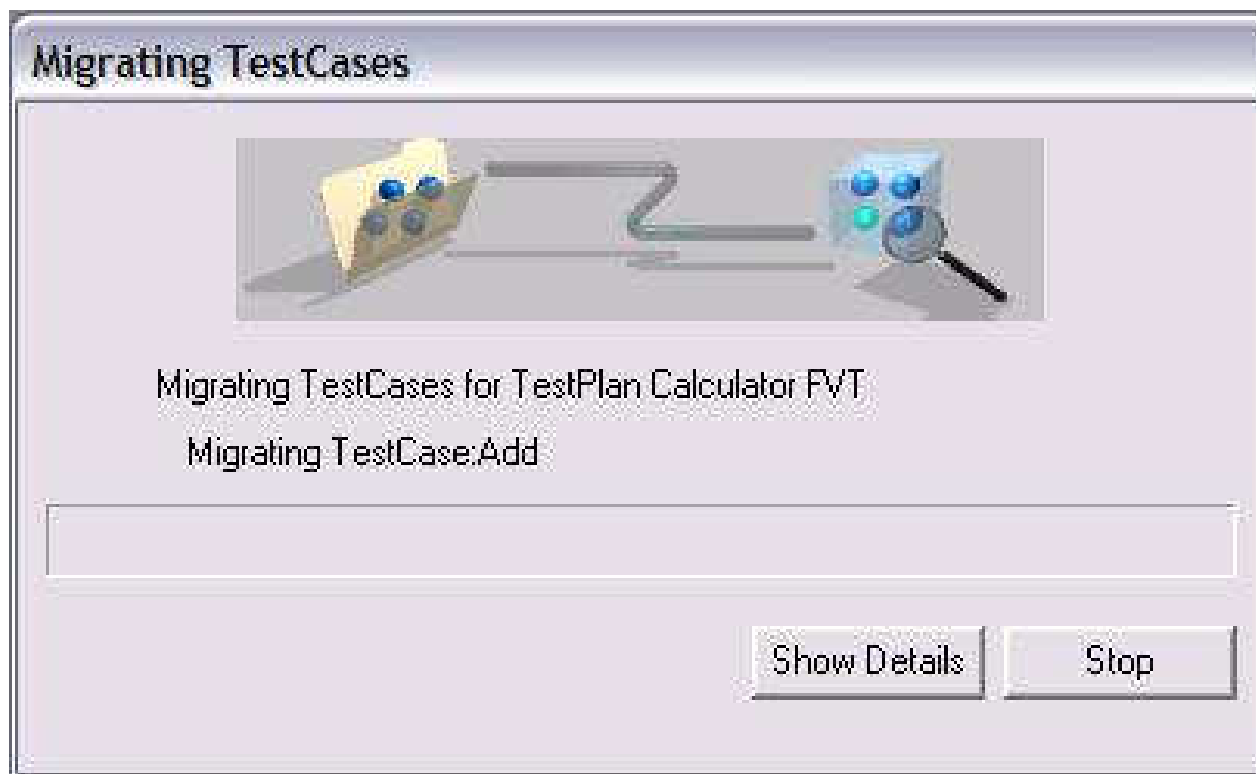 Migrating TestCases
Migrating TestCases for TestPlan Calculator FVT
Migrating TestCase:Add
Show Details
Stop